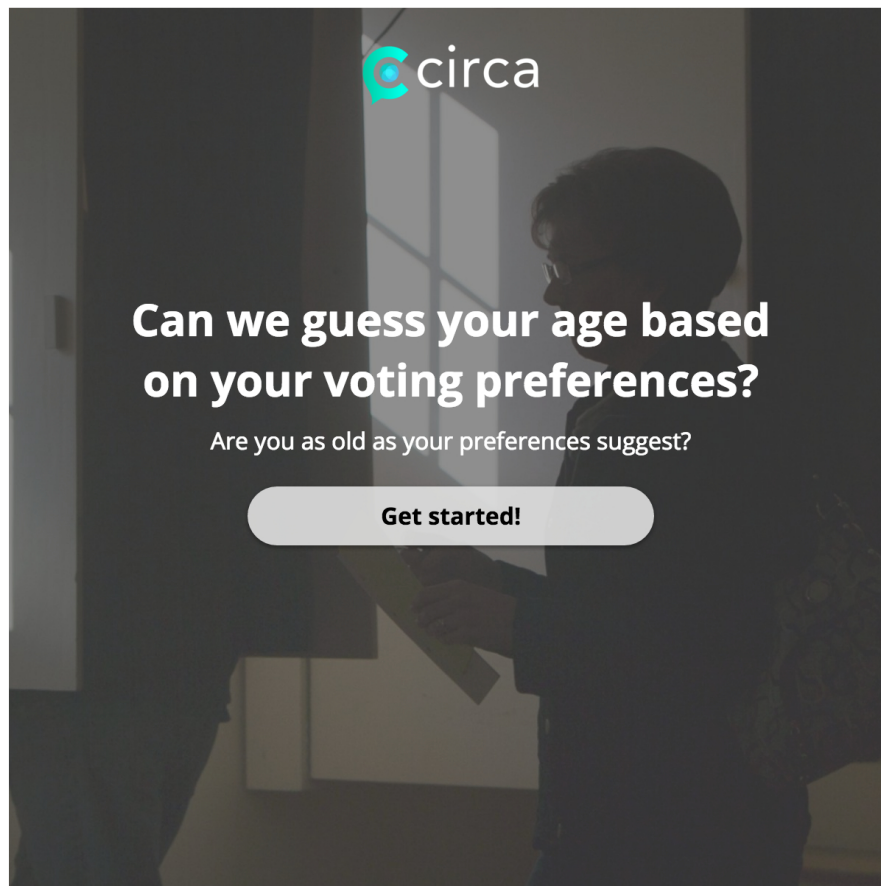 circa
Can we guess your age based
on your voting preferences?
Are you as old as your preferences suggest?
Get started!